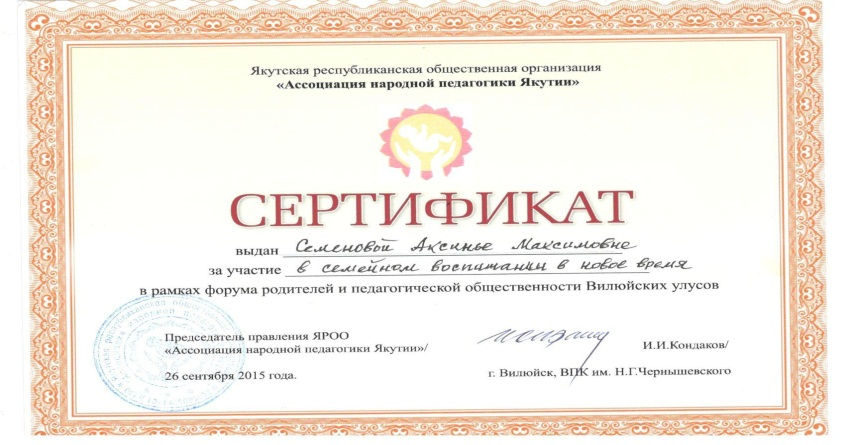 Якутская республиканская общественная организация
«Ассоциация народной педагогики Якутии»
СЕРТИФИКАТ
выдан Семеновой Аксинье Максимовне
за участие в семейном воспитании в новое время
в рамках форума родителей и педагогической общественности Вилюйских улусов
Председатель правления ЯРОО
«Ассоциация народной педагогики Якутии»/
И.И.Кондаков/
26 сентября 2015 года.
г. Вилюйск, ВПК им. Н.Г.Чернышевского